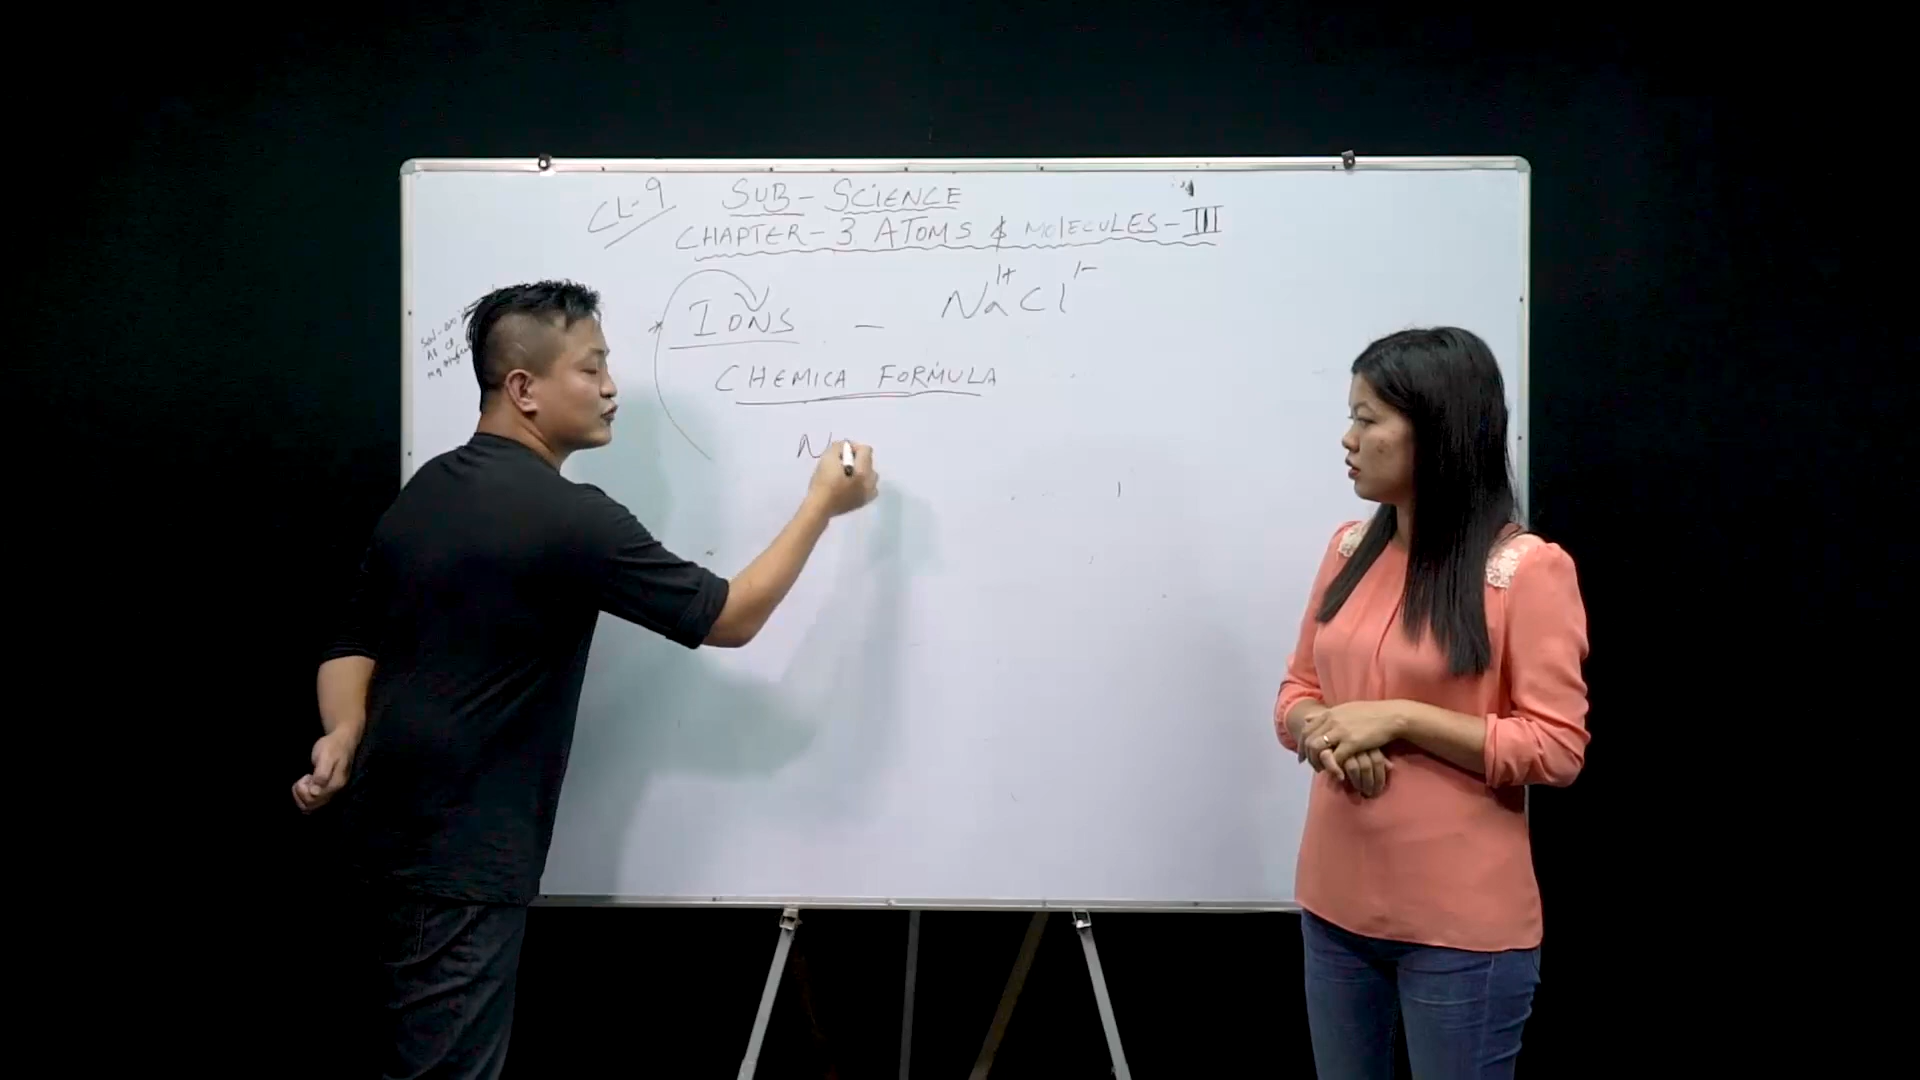 CL-9 SUB-SCIENCE
CHAPTER-3 ATOMS & MOLECULES-III
IONS - Na¹⁺Cl¹⁻
CHEMICA FORMULA
N